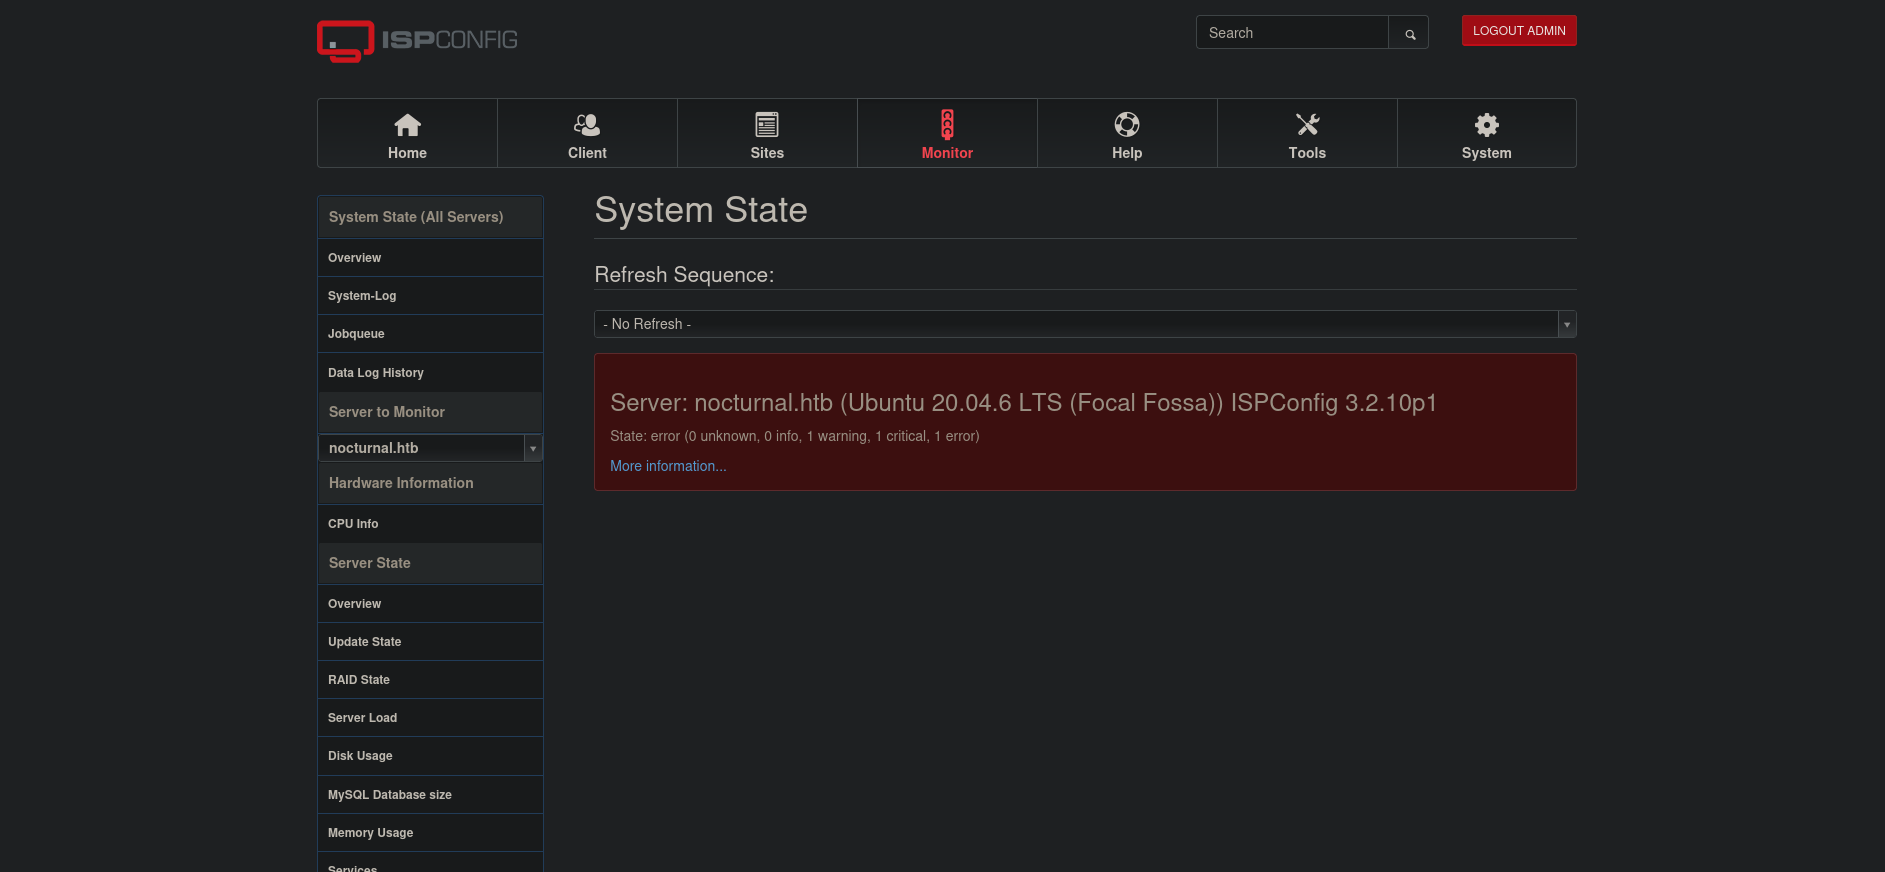 ISPCONFIG
Search
LOGOUT ADMIN
Home
Client
Sites
Monitor
Help
Tools
System
System State (All Servers)
Overview
System-Log
Jobqueue
Data Log History
Server to Monitor
nocturnal.htb
Hardware Information
CPU Info
Server State
Overview
Update State
RAID State
Server Load
Disk Usage
MySQL Database size
Memory Usage
Services
System State
Refresh Sequence:
- No Refresh -
Server: nocturnal.htb (Ubuntu 20.04.6 LTS (Focal Fossa)) ISPConfig 3.2.10p1
State: error (0 unknown, 0 info, 1 warning, 1 critical, 1 error)
More information...